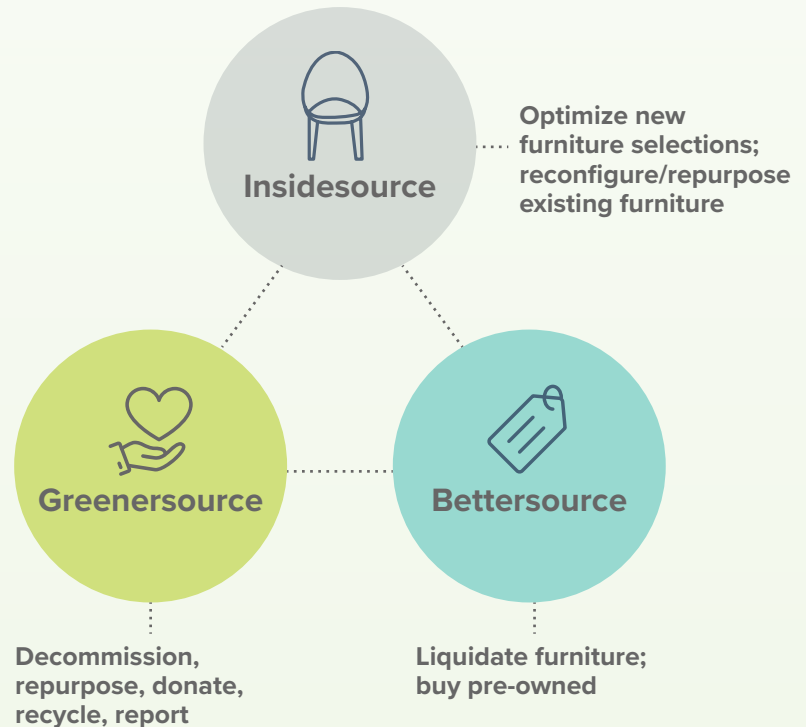 Insidesource
Optimize new
furniture selections;
reconfigure/repurpose
existing furniture
Greenersource
Bettersource
Decommission,
repurpose, donate,
recycle, report
Liquidate furniture;
buy pre-owned